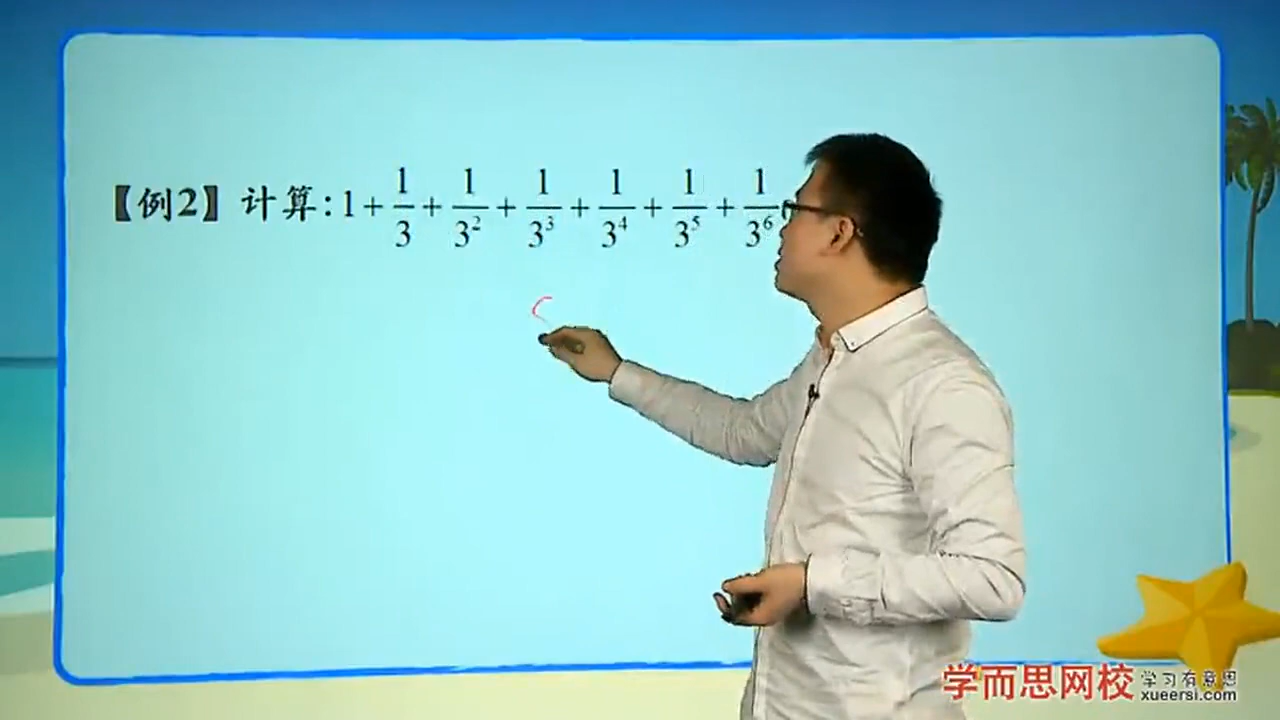 【例2】计算:1+1/3+1/3²+1/3³+1/3⁴+1/3⁵+1/3⁶
学而思网校 学习有意思
xueersi.com